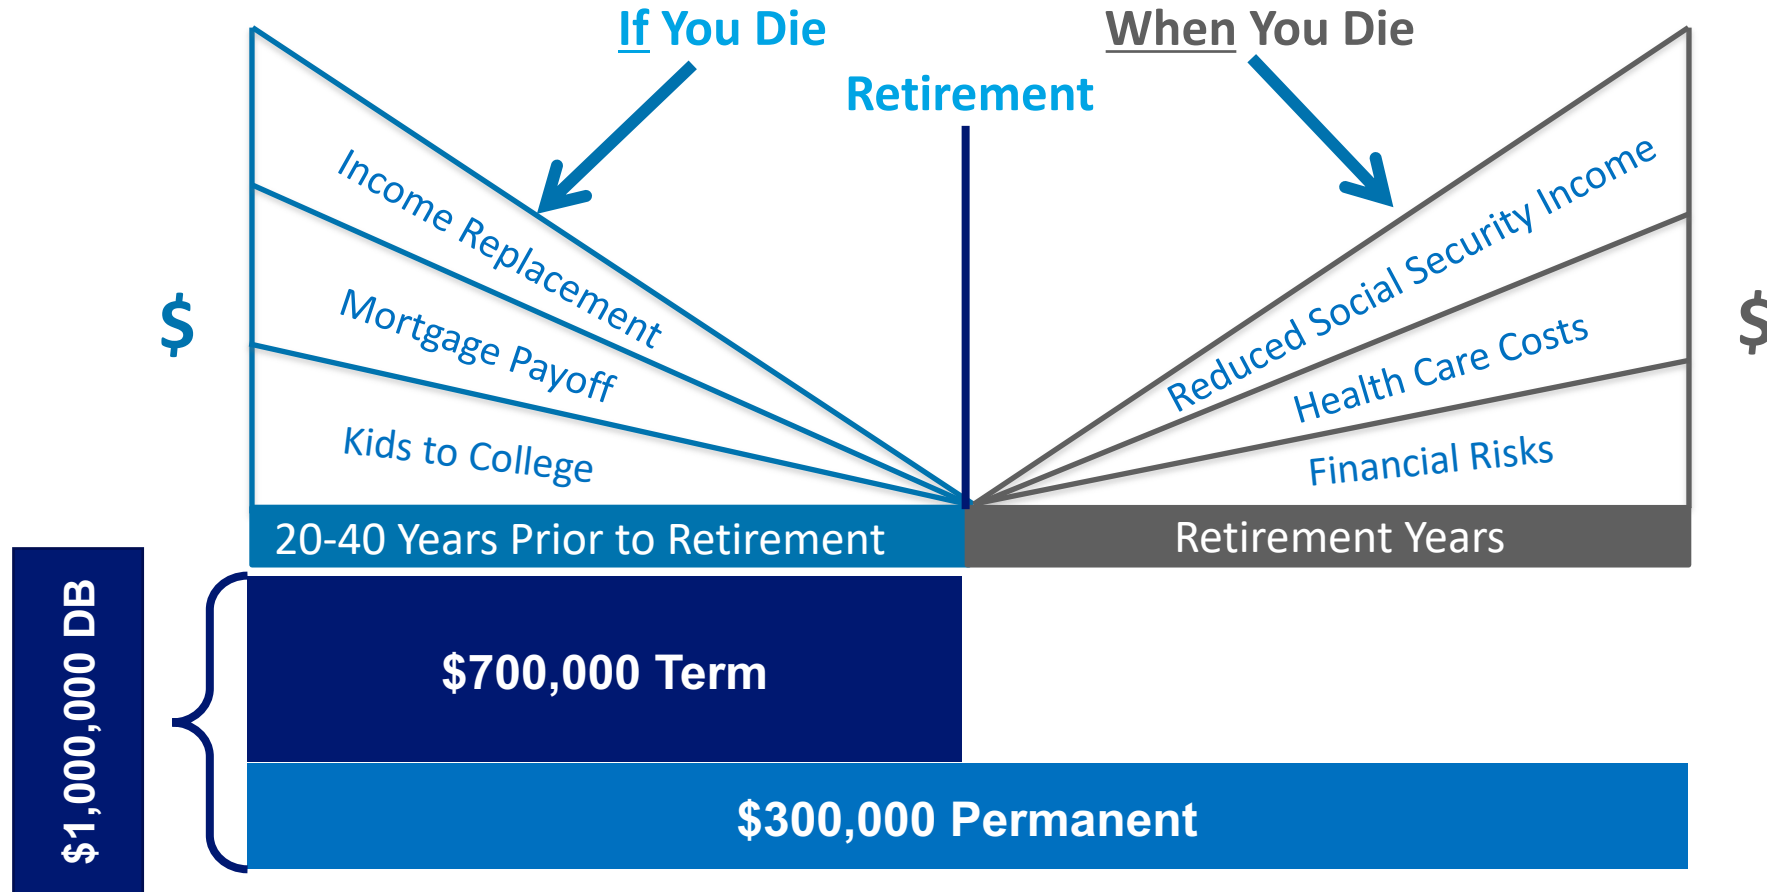 If You Die
When You Die
Retirement
Income Replacement
Mortgage Payoff
Kids to College
$
Reduced Social Security Income
Health Care Costs
Financial Risks
$
20-40 Years Prior to Retirement
Retirement Years
$1,000,000 DB
$700,000 Term
$300,000 Permanent